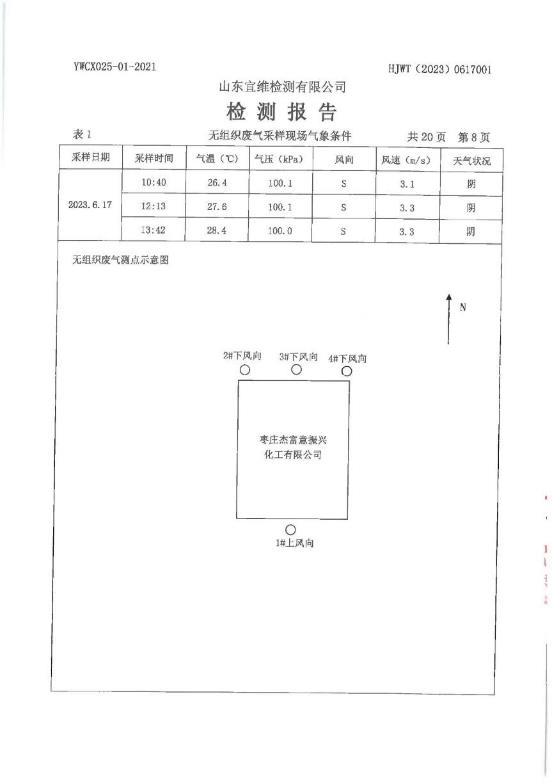 YWCX025-01-2021
HJWT（2023）0617001
山东宜维检测有限公司
检 测 报 告
表 1 无组织废气采样现场气象条件 共 20 页 第 8 页
采样日期 采样时间 气温（℃） 气压（kPa） 风向 风速（m/s） 天气状况
2023.6.17 10:40 26.4 100.1 S 3.1 阴
12:13 27.6 100.1 S 3.3 阴
13:42 28.4 100.0 S 3.3 阴
无组织废气测点示意图
N
2#下风向 3#下风向 4#下风向
枣庄杰富意振兴
化工有限公司
1#上风向